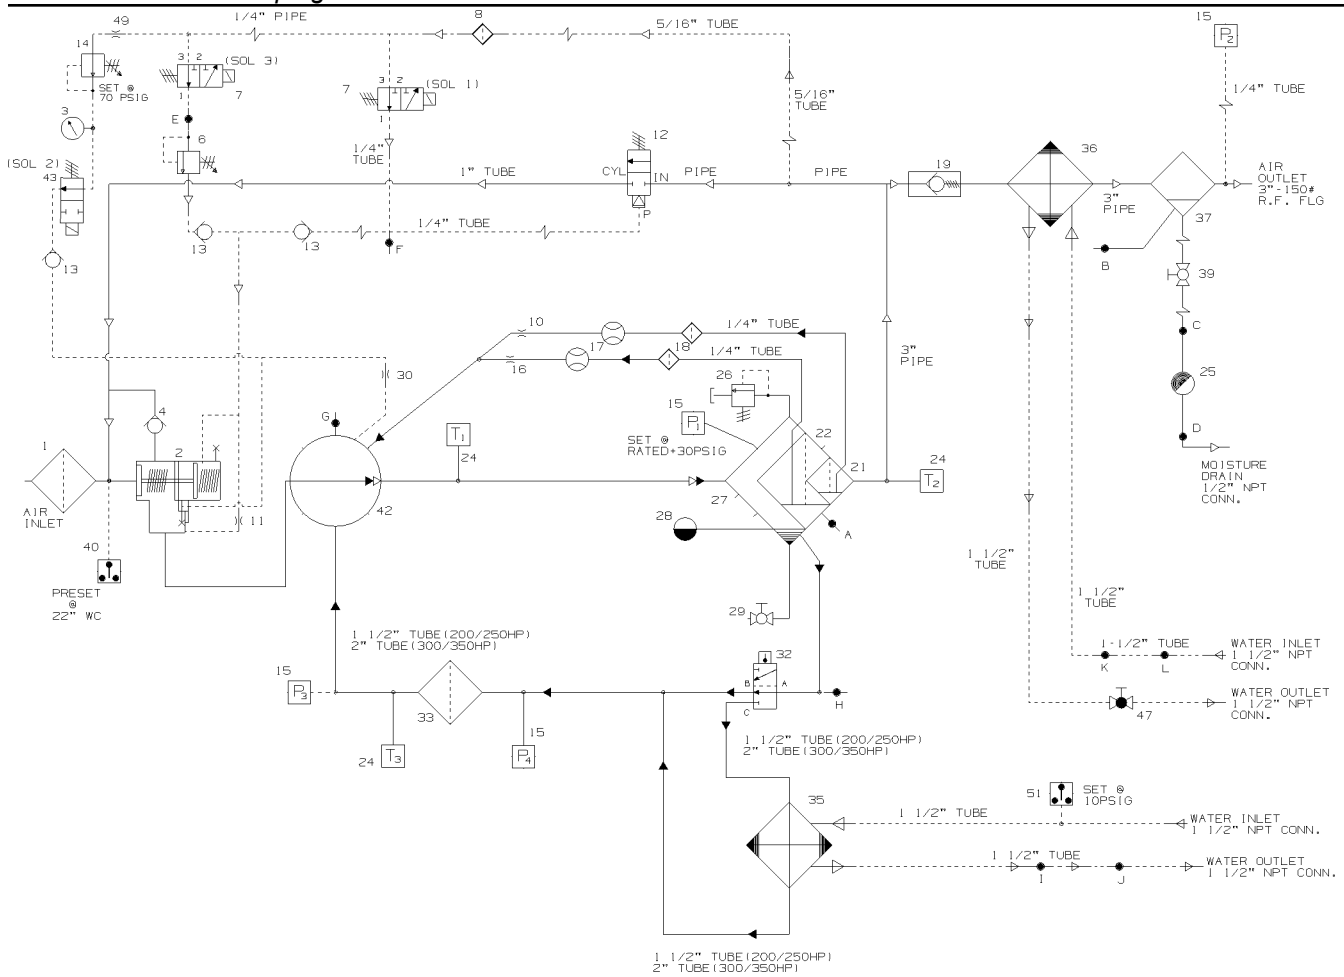 1/4" PIPE
8
5/16" TUBE
15
P2
49
14
3 2
(SOL 3)
SET @
70 PSIG
1
7
3 2
(SOL 1)
7
1
5/16"
TUBE
1/4" TUBE
3
E
6
12
1/4"
TUBE
(SOL 2)
43
CYL
IN
P
1" TUBE
PIPE
PIPE
19
36
3"
PIPE
AIR
OUTLET
3"-150#
R.F. FLG
37
1/4" TUBE
13
13
F
B
39
13
C
10
17
18
1/4" TUBE
1/4" TUBE
16
3"
PIPE
30
26
25
4
G
15
P1
SET @
RATED+30PSIG
22
D
1
2
T1
24
21
24
T2
MOISTURE
DRAIN
1/2" NPT
CONN.
AIR
INLET
11
42
27
28
A
40
PRESET
@
22" WC
1 1/2"
TUBE
1 1/2"
TUBE
29
1 1/2" TUBE(200/250HP)
2" TUBE(300/350HP)
32
B
A
C
H
15
P3
33
15
P4
24
T3
1-1/2" TUBE
K
L
WATER INLET
1 1/2" NPT
CONN.
47
WATER OUTLET
1 1/2" NPT
CONN.
1 1/2" TUBE(200/250HP)
2" TUBE(300/350HP)
35
51
SET @
10PSIG
1 1/2" TUBE
WATER INLET
1 1/2" NPT CONN.
1 1/2" TUBE
I
J
WATER OUTLET
1 1/2" NPT CONN.
1 1/2" TUBE(200/250HP)
2" TUBE(300/350HP)